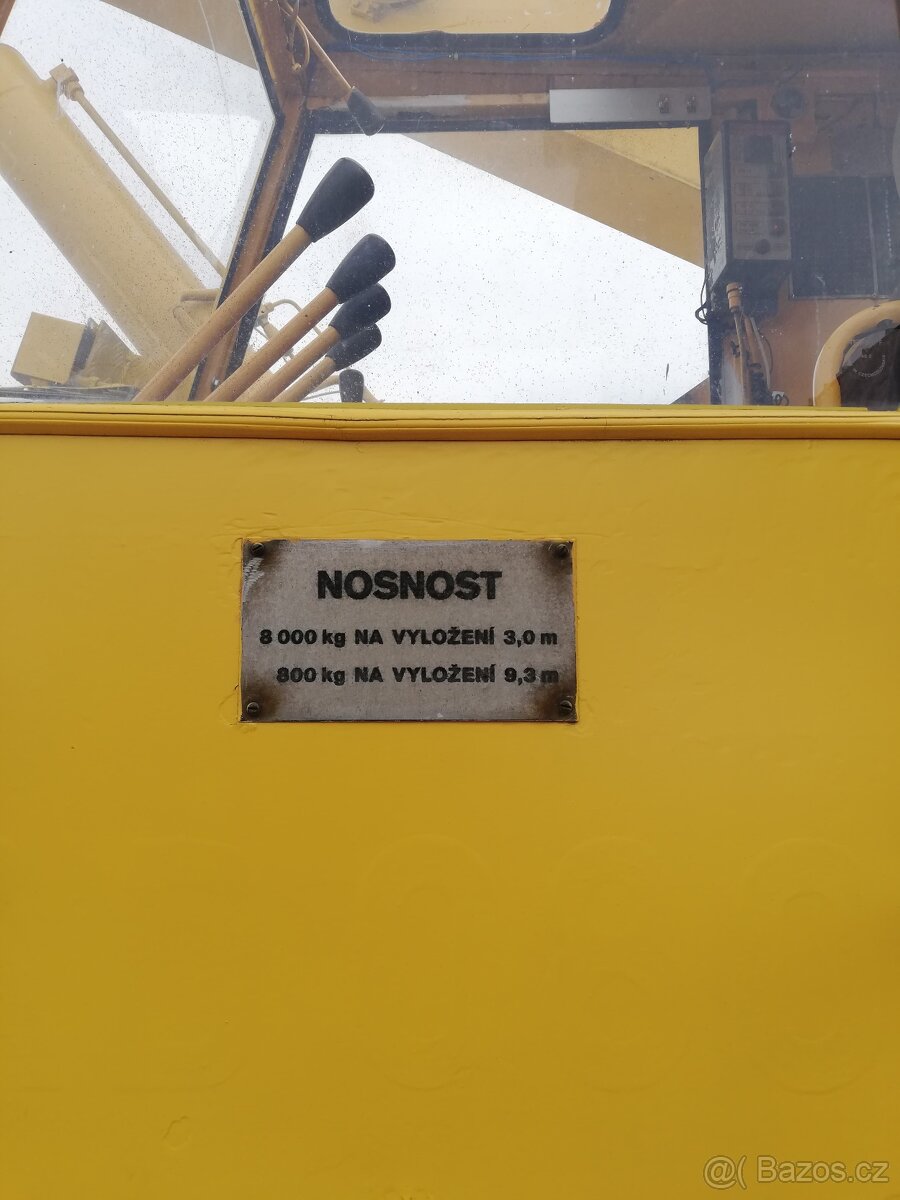 NOSNOST
8 000 kg NA VYLOŽENÍ 3,0 m
800 kg NA VYLOŽENÍ 9,3 m
@( Bazos.cz